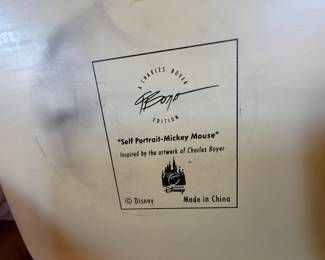 A CHARLES BOYER
EDITION
"Self Portrait-Mickey Mouse"
Inspired by the artwork of Charles Boyer
Disney
© Disney Made in China